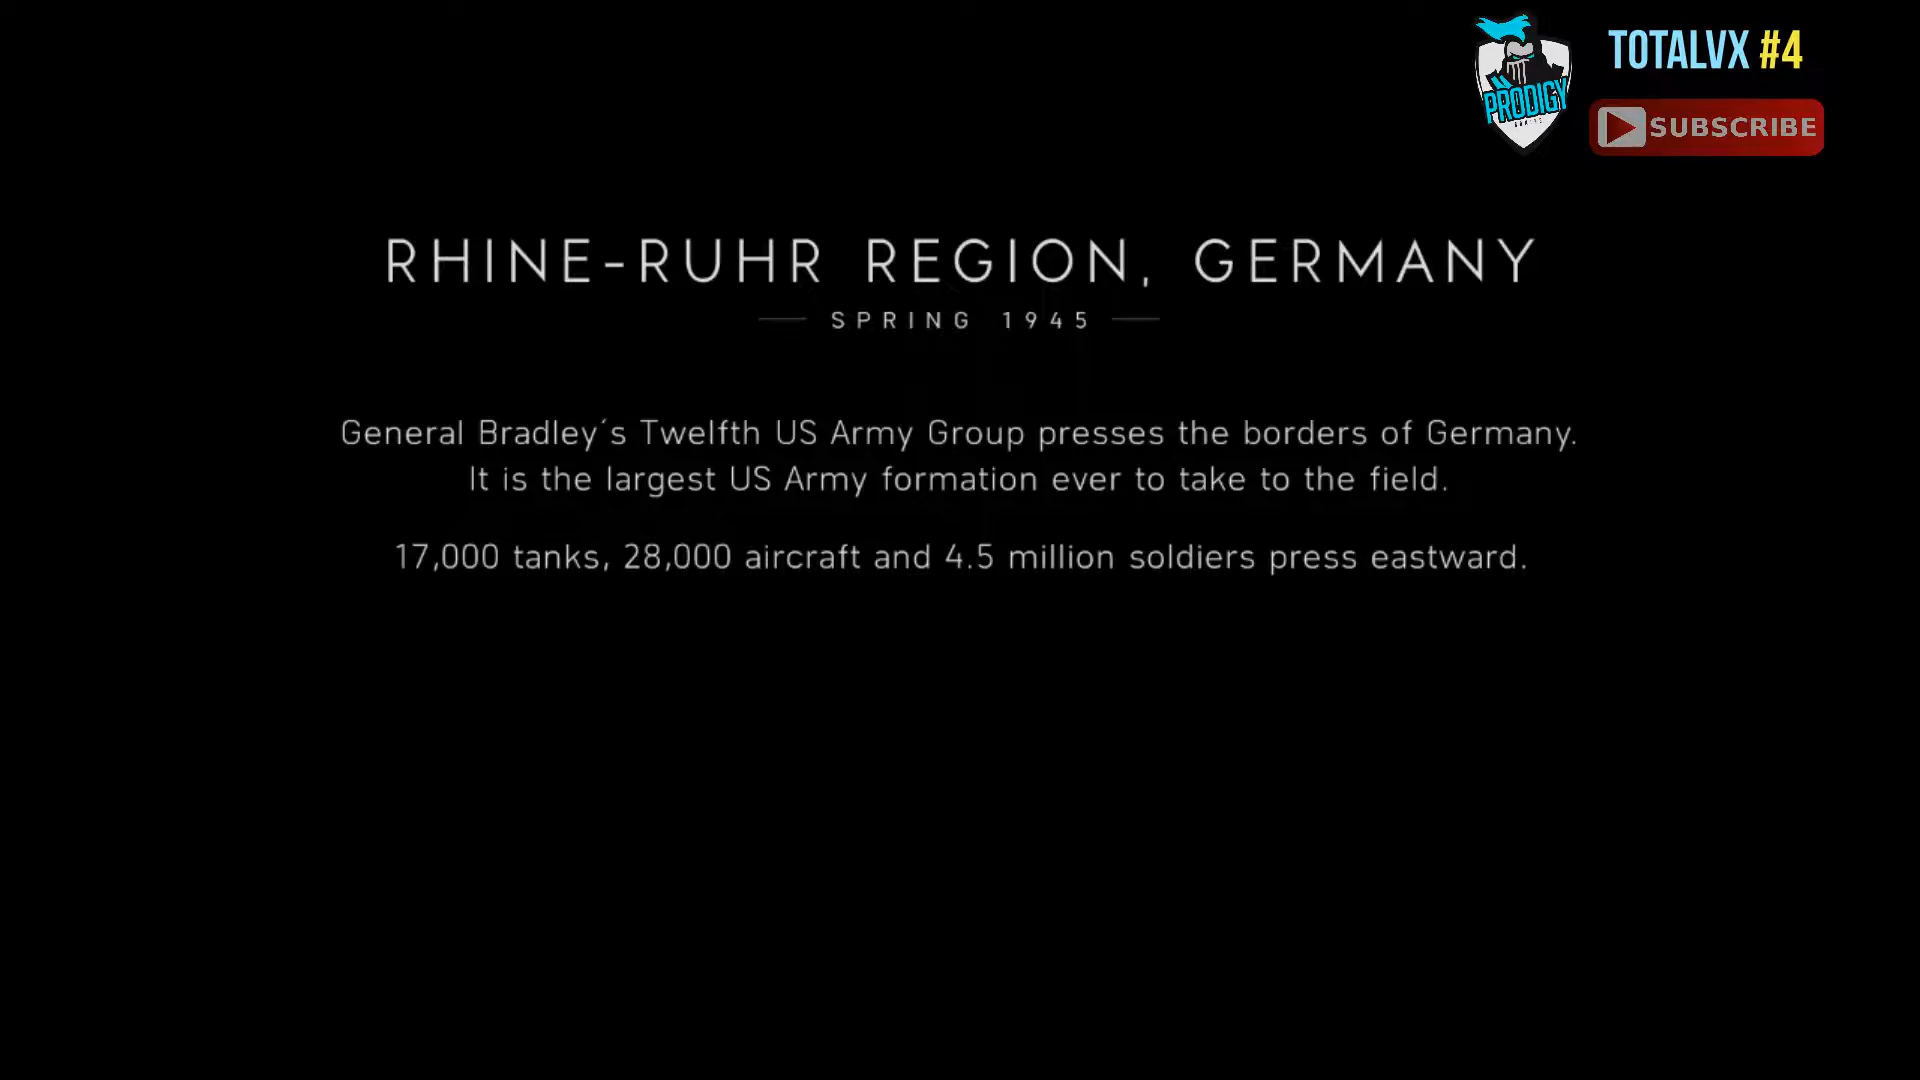 TOTALVX #4
PRODIGY
SUBSCRIBE
RHINE-RUHR REGION, GERMANY
SPRING 1945
General Bradley´s Twelfth US Army Group presses the borders of Germany.
It is the largest US Army formation ever to take to the field.
17,000 tanks, 28,000 aircraft and 4.5 million soldiers press eastward.